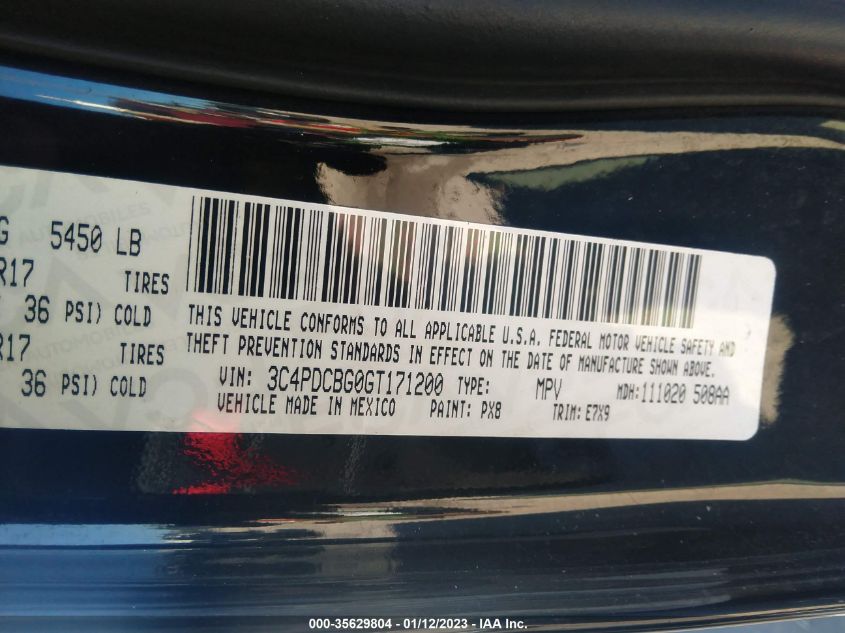 G 5450 LB
R17 TIRES
36 PSI) COLD
R17 TIRES
36 PSI) COLD
THIS VEHICLE CONFORMS TO ALL APPLICABLE U.S.A. FEDERAL MOTOR VEHICLE SAFETY AND
THEFT PREVENTION STANDARDS IN EFFECT ON THE DATE OF MANUFACTURE SHOWN ABOVE.
VIN: 3C4PDCBG0GT171200 TYPE: MPV MDH:111020 508AA
VEHICLE MADE IN MEXICO PAINT: PX8 TRIM: E7X9
000-35629804 - 01/12/2023 - IAA Inc.